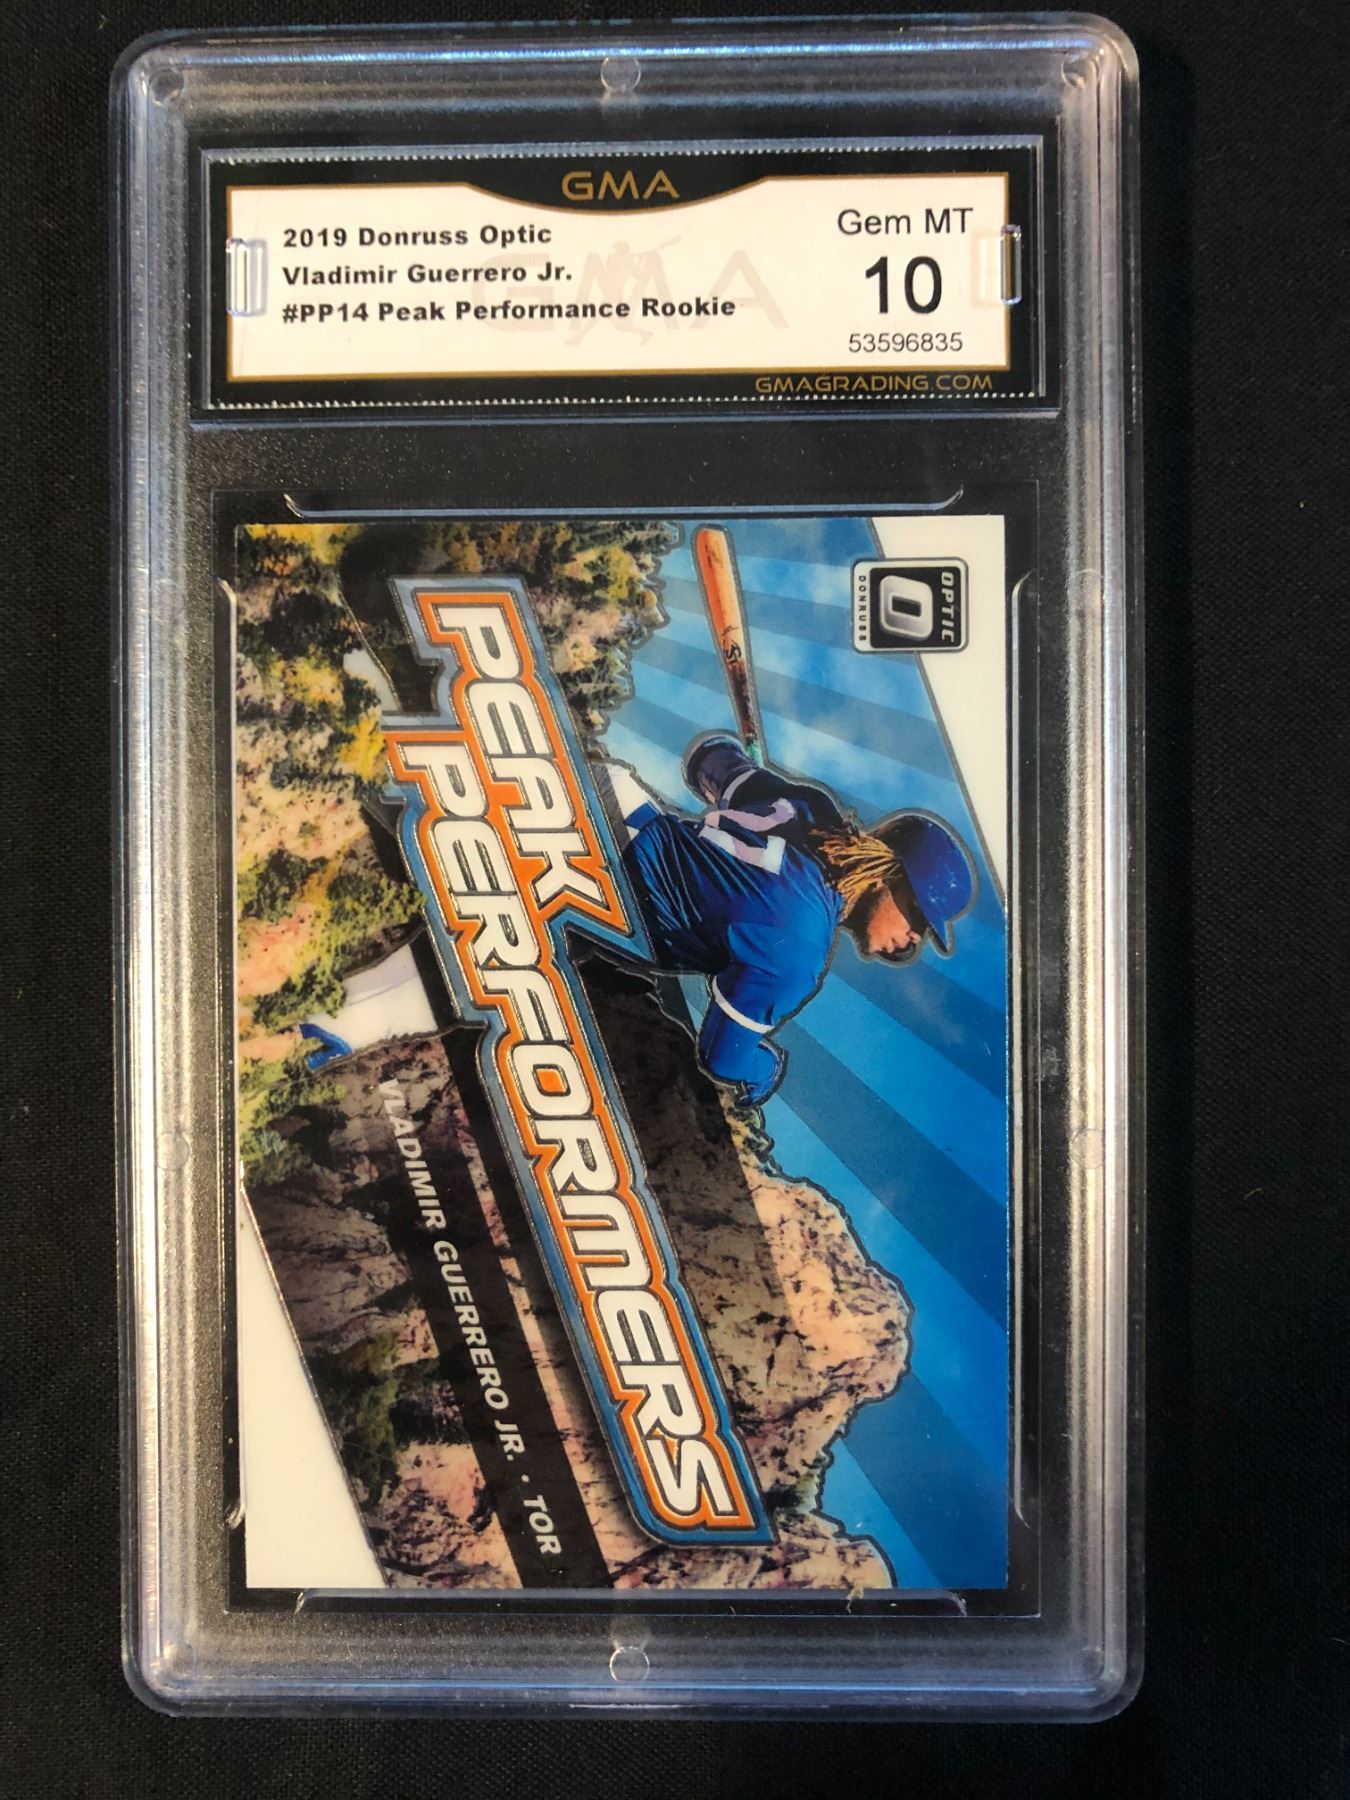 GMA
2019 Donruss Optic
Vladimir Guerrero Jr.
#PP14 Peak Performance Rookie
Gem MT
10
53596835
GMA
GMAGRADING.COM
OPTIC
O
DONRUSS
PEAK
PERFORMERS
VLADIMIR GUERRERO JR. • TOR